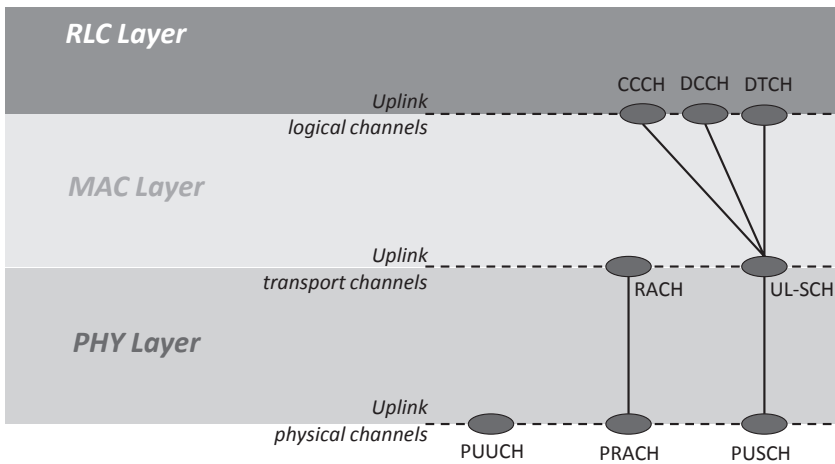 RLC Layer
CCCH DCCH DTCH
Uplink
logical channels
MAC Layer
Uplink
transport channels
RACH
UL-SCH
PHY Layer
Uplink
physical channels
PUUCH
PRACH
PUSCH